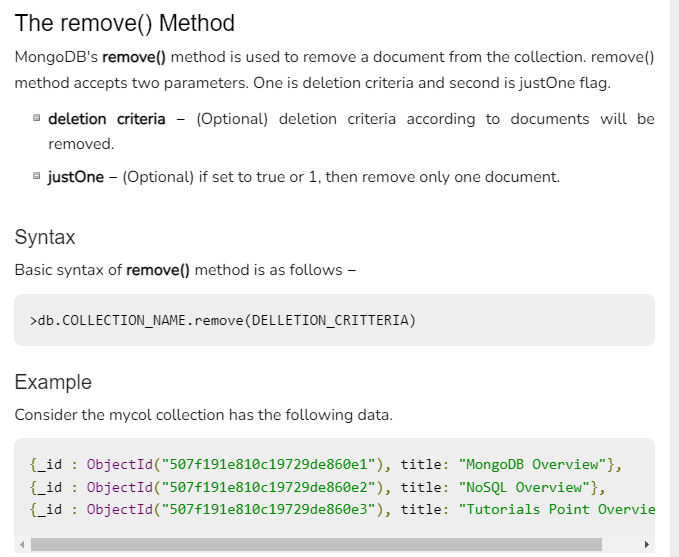 The remove() Method
MongoDB's remove() method is used to remove a document from the collection. remove()
method accepts two parameters. One is deletion criteria and second is justOne flag.
deletion criteria – (Optional) deletion criteria according to documents will be
removed.
justOne – (Optional) if set to true or 1, then remove only one document.
Syntax
Basic syntax of remove() method is as follows –
>db.COLLECTION_NAME.remove(DELLETION_CRITTERIA)
Example
Consider the mycol collection has the following data.
{_id : ObjectId("507f191e810c19729de860e1"), title: "MongoDB Overview"},
{_id : ObjectId("507f191e810c19729de860e2"), title: "NoSQL Overview"},
{_id : ObjectId("507f191e810c19729de860e3"), title: "Tutorials Point Overvie